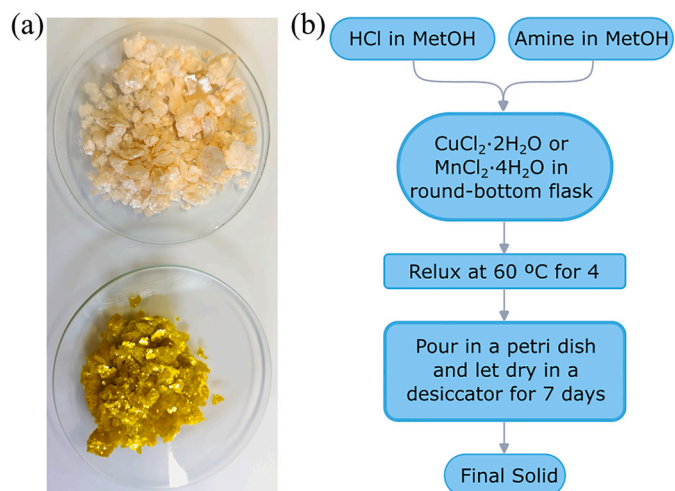 (a)
(b)
HCl in MetOH
Amine in MetOH
CuCl₂·2H₂O or
MnCl₂·4H₂O in
round-bottom flask
Relux at 60 ºC for 4
Pour in a petri dish
and let dry in a
desiccator for 7 days
Final Solid